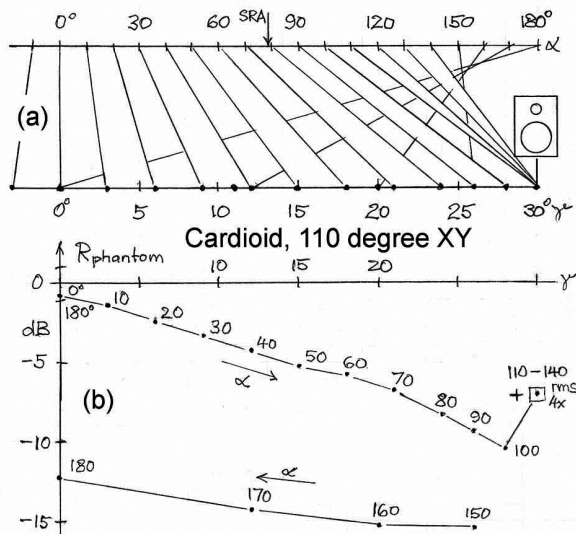 0° 30° 60° SRA 90° 120° 150° 180°
α
(a)
0° 5 10 15 20 25 30° γ°
Cardioid, 110 degree XY
Rphantom
0 10 15 20 γ
0° 10 20 30 40 50 60 70 80 90 100
180°
110-140
+ rms
4x
dB
-5
α
(b)
-10
180 α
170 160 150
-15